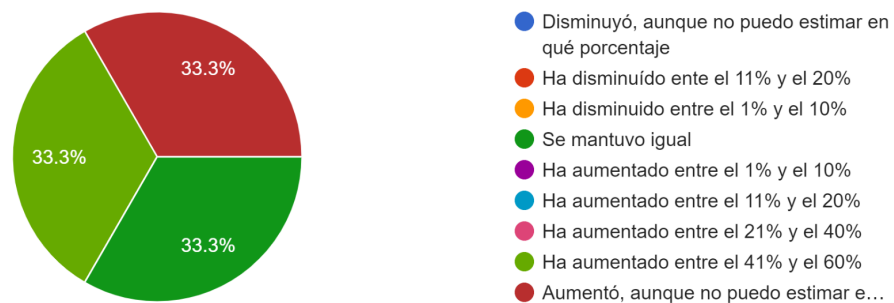 33.3%
33.3%
33.3%
Disminuyó, aunque no puedo estimar en
qué porcentaje
Ha disminuído ente el 11% y el 20%
Ha disminuido entre el 1% y el 10%
Se mantuvo igual
Ha aumentado entre el 1% y el 10%
Ha aumentado entre el 11% y el 20%
Ha aumentado entre el 21% y el 40%
Ha aumentado entre el 41% y el 60%
Aumentó, aunque no puedo estimar e…